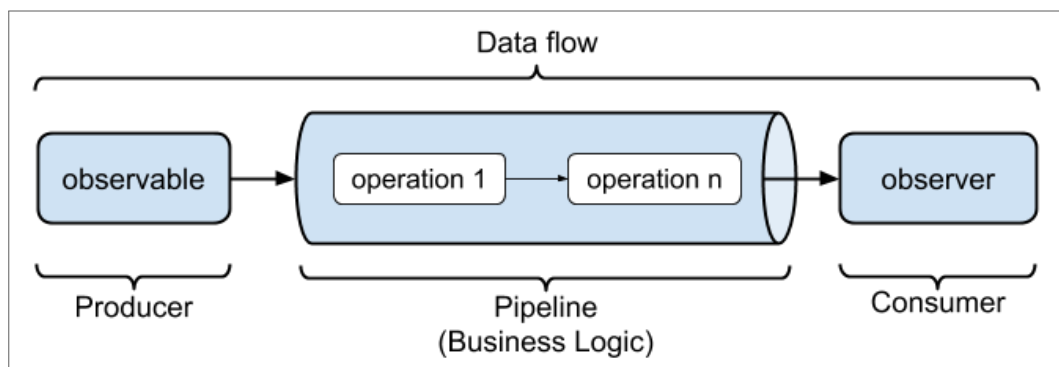 Data flow
observable
operation 1
operation n
observer
Producer
Pipeline
(Business Logic)
Consumer